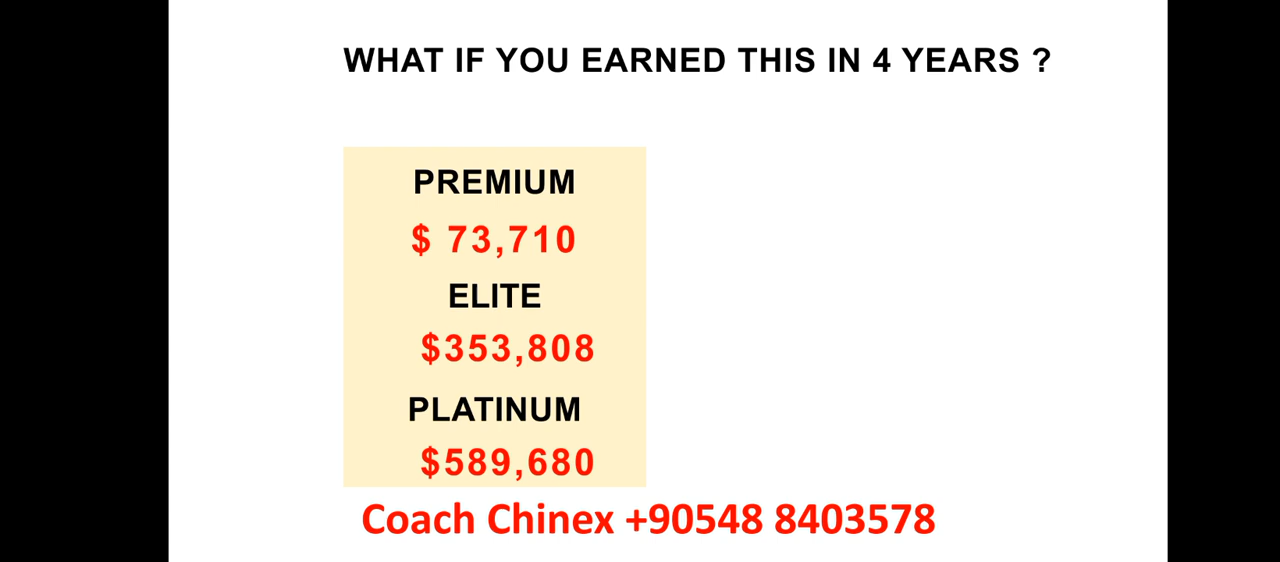 WHAT IF YOU EARNED THIS IN 4 YEARS ?
PREMIUM
$ 73,710
ELITE
$353,808
PLATINUM
$589,680
Coach Chinex +90548 8403578